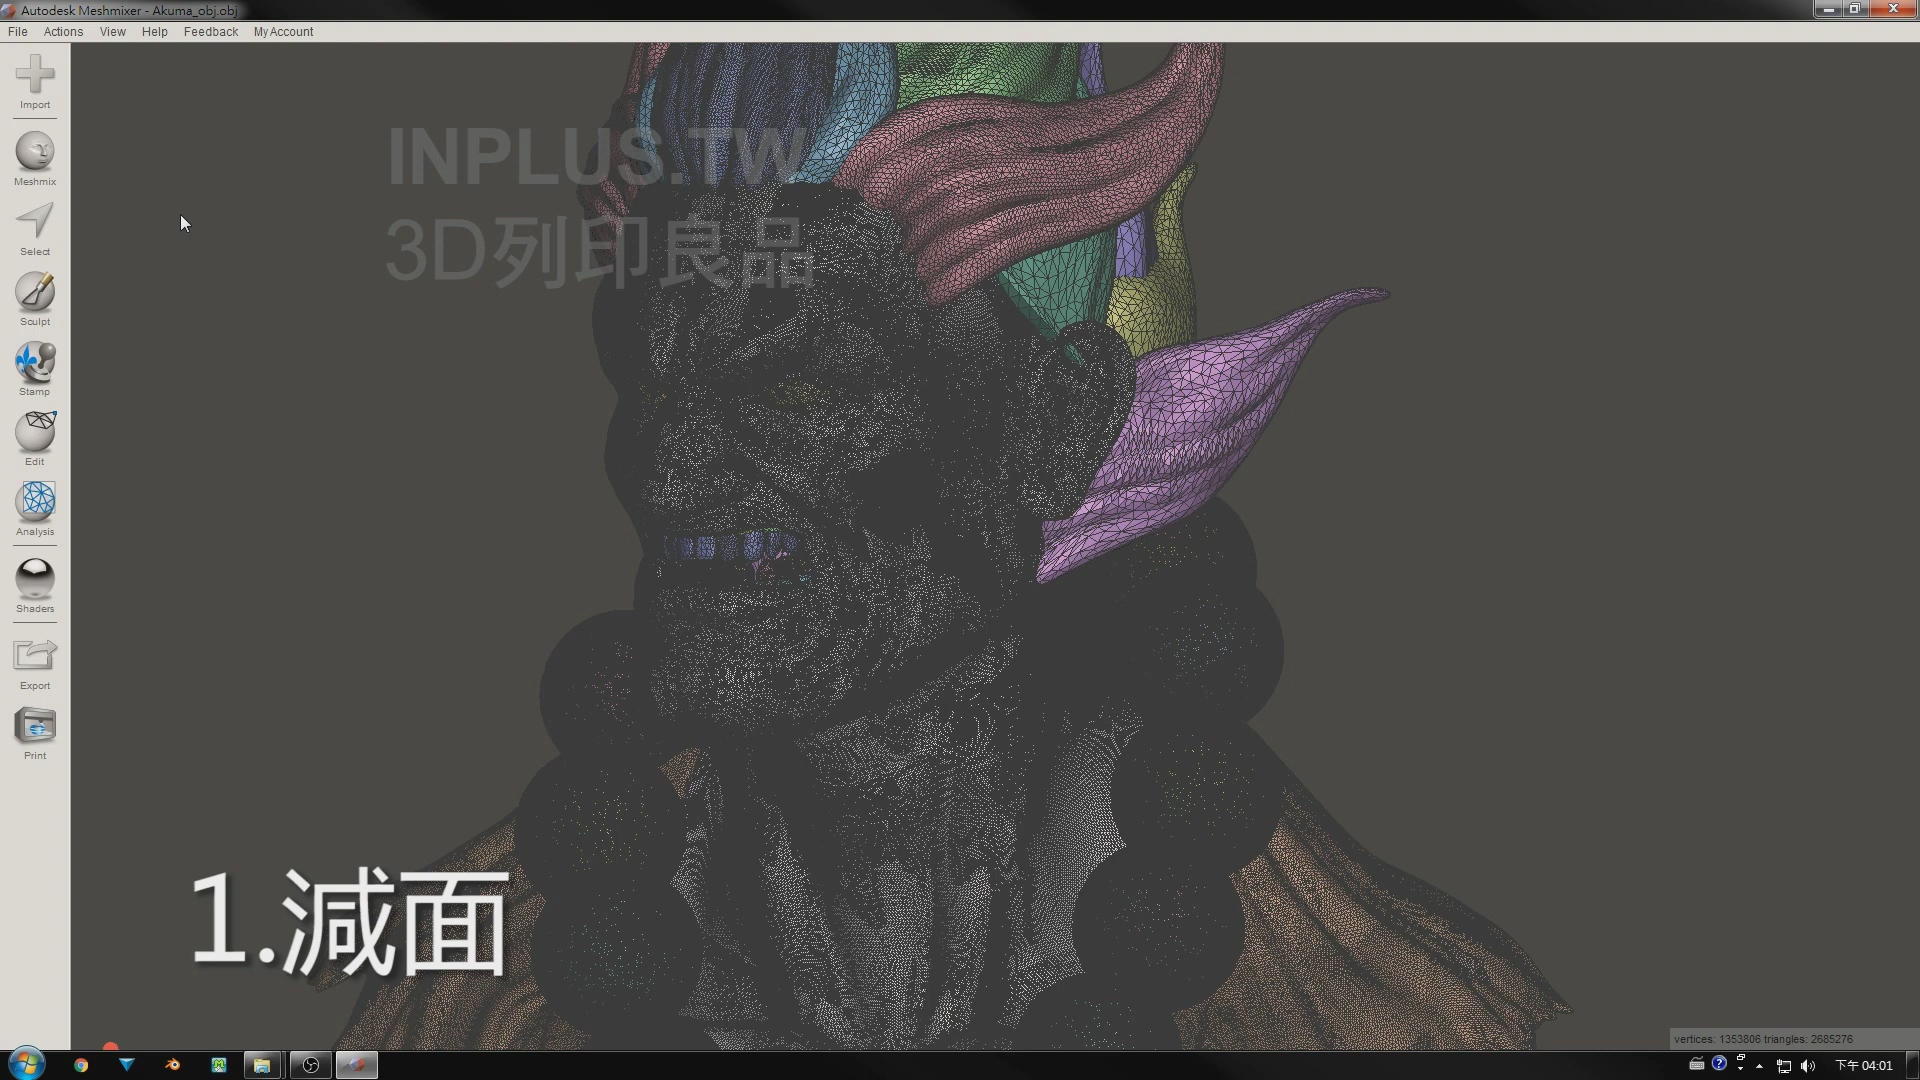 Autodesk Meshmixer - Akuma_obj.obj
File Actions View Help Feedback My Account
Import
Meshmix
Select
Sculpt
Stamp
Edit
Analysis
Shaders
Export
Print
INPLUS.TW
3D列印良品
1.減面
vertices: 1353806 triangles: 2685276
下午 04:01